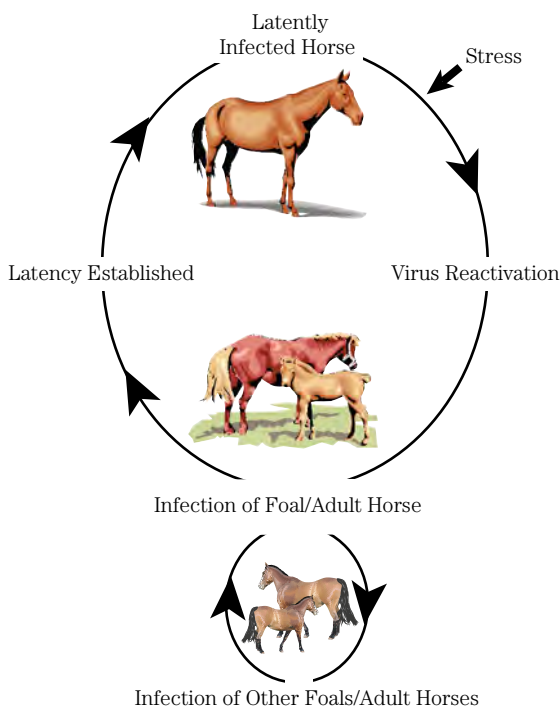 Latently
Infected Horse
Stress
Latency Established
Virus Reactivation
Infection of Foal/Adult Horse
Infection of Other Foals/Adult Horses